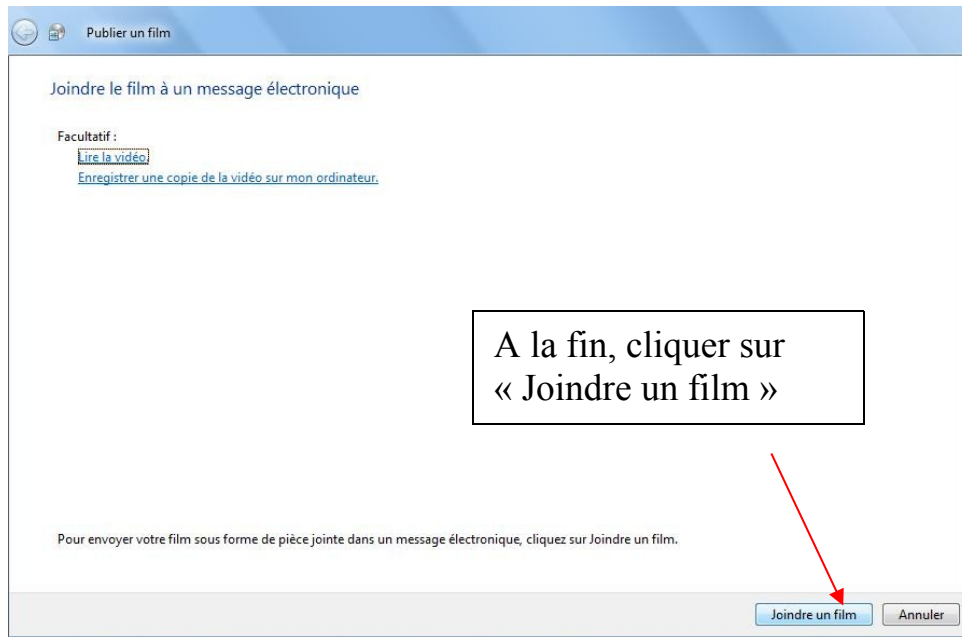 Publier un film
Joindre le film à un message électronique
Facultatif :
Lire la vidéo.
Enregistrer une copie de la vidéo sur mon ordinateur.
A la fin, cliquer sur
« Joindre un film »
Pour envoyer votre film sous forme de pièce jointe dans un message électronique, cliquez sur Joindre un film.
Joindre un film
Annuler